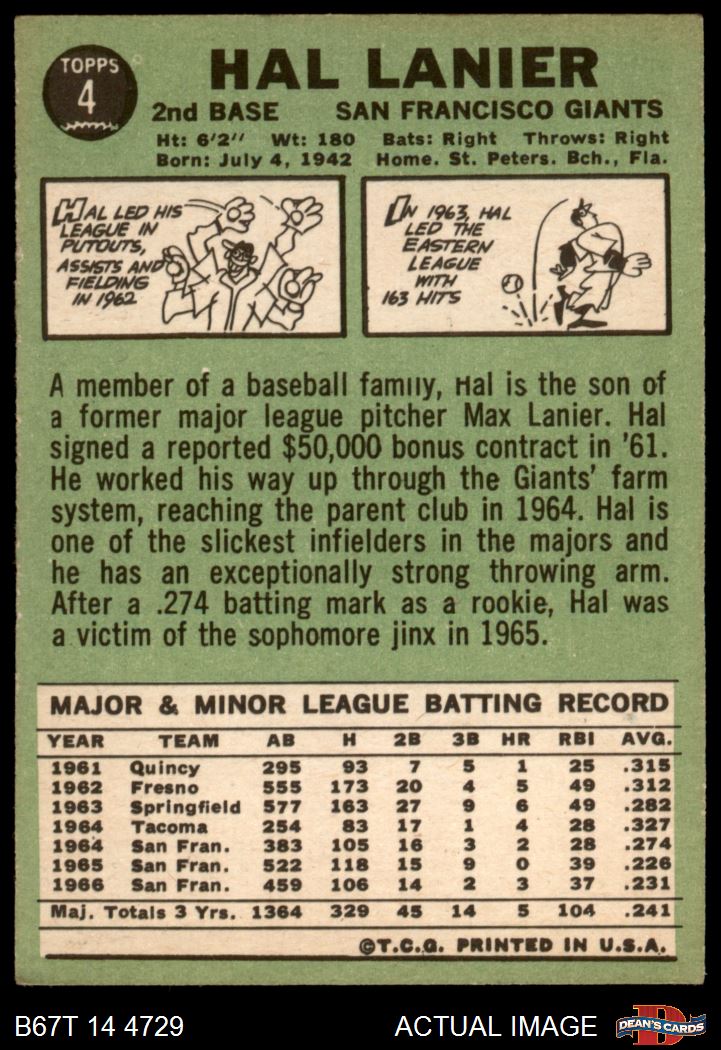 TOPPS
4
HAL LANIER
2nd BASE SAN FRANCISCO GIANTS
Ht: 6'2" Wt: 180 Bats: Right Throws: Right
Born: July 4, 1942 Home. St. Peters. Bch., Fla.
HAL LED HIS
LEAGUE IN
PUTOUTS,
ASSISTS AND
FIELDING
IN 1962
IN 1963, HAL
LED THE
EASTERN
LEAGUE
WITH
163 HITS
A member of a baseball family, Hal is the son of
a former major league pitcher Max Lanier. Hal
signed a reported $50,000 bonus contract in '61.
He worked his way up through the Giants' farm
system, reaching the parent club in 1964. Hal is
one of the slickest infielders in the majors and
he has an exceptionally strong throwing arm.
After a .274 batting mark as a rookie, Hal was
a victim of the sophomore jinx in 1965.
MAJOR & MINOR LEAGUE BATTING RECORD
YEAR TEAM AB H 2B 3B HR RBI AVG.
1961 Quincy 295 93 7 5 1 25 .315
1962 Fresno 555 173 20 4 5 49 .312
1963 Springfield 577 163 27 9 6 49 .282
1964 Tacoma 254 83 17 1 4 28 .327
1964 San Fran. 383 105 16 3 2 28 .274
1965 San Fran. 522 118 15 9 0 39 .226
1966 San Fran. 459 106 14 2 3 37 .231
Maj. Totals 3 Yrs. 1364 329 45 14 5 104 .241
©T.C.G. PRINTED IN U.S.A.
B67T 14 4729 ACTUAL IMAGE DEAN'S CARDS